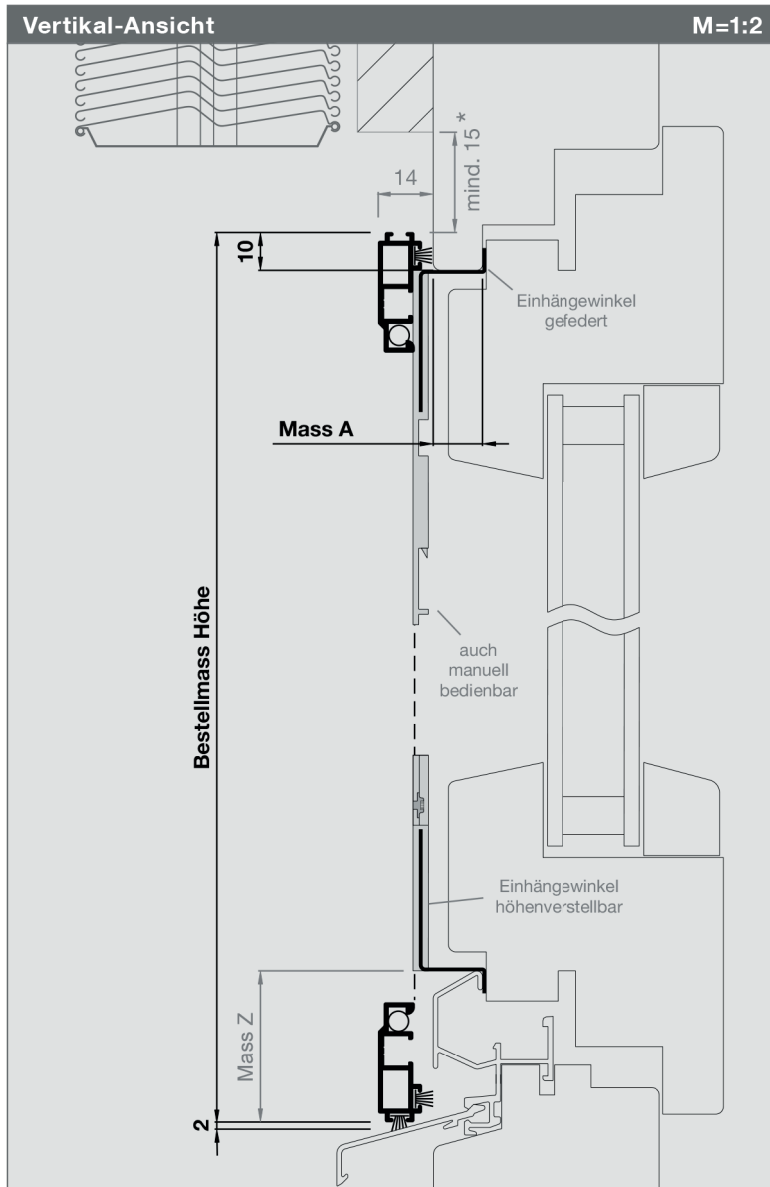 Vertikal-Ansicht
M=1:2
mind. 15*
14
10
Einhängewinkel
gefedert
Mass A
Bestellmass Höhe
auch
manuell
bedienbar
Einhängewinkel
höhenverstellbar
Mass Z
2